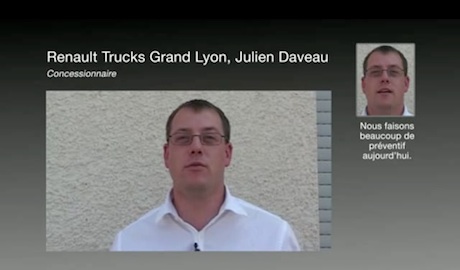 Renault Trucks Grand Lyon, Julien Daveau
Concessionnaire
Nous faisons
beaucoup de
préventif
aujourd'hui.